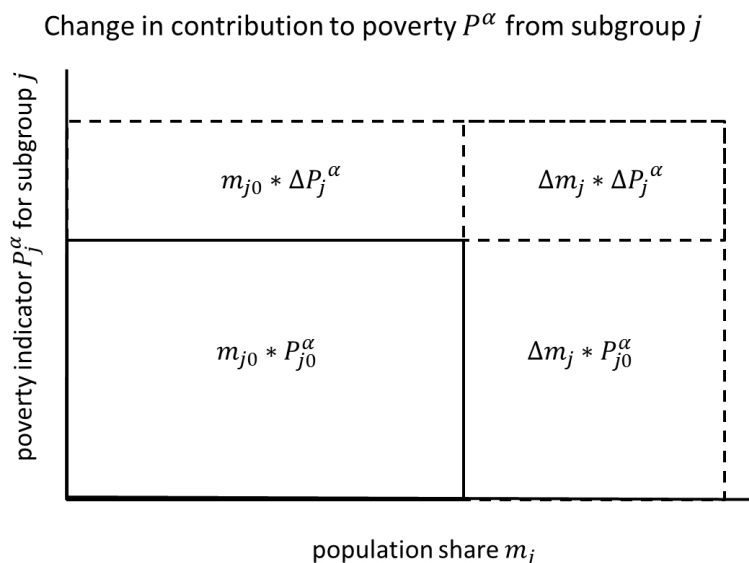 Change in contribution to poverty 𝑃^α from subgroup 𝑗
poverty indicator 𝑃_𝑗^α for subgroup 𝑗
𝑚_𝑗0 ∗ Δ𝑃_𝑗^α
Δ𝑚_𝑗 ∗ Δ𝑃_𝑗^α
𝑚_𝑗0 ∗ 𝑃_𝑗0^α
Δ𝑚_𝑗 ∗ 𝑃_𝑗0^α
population share 𝑚_𝑗